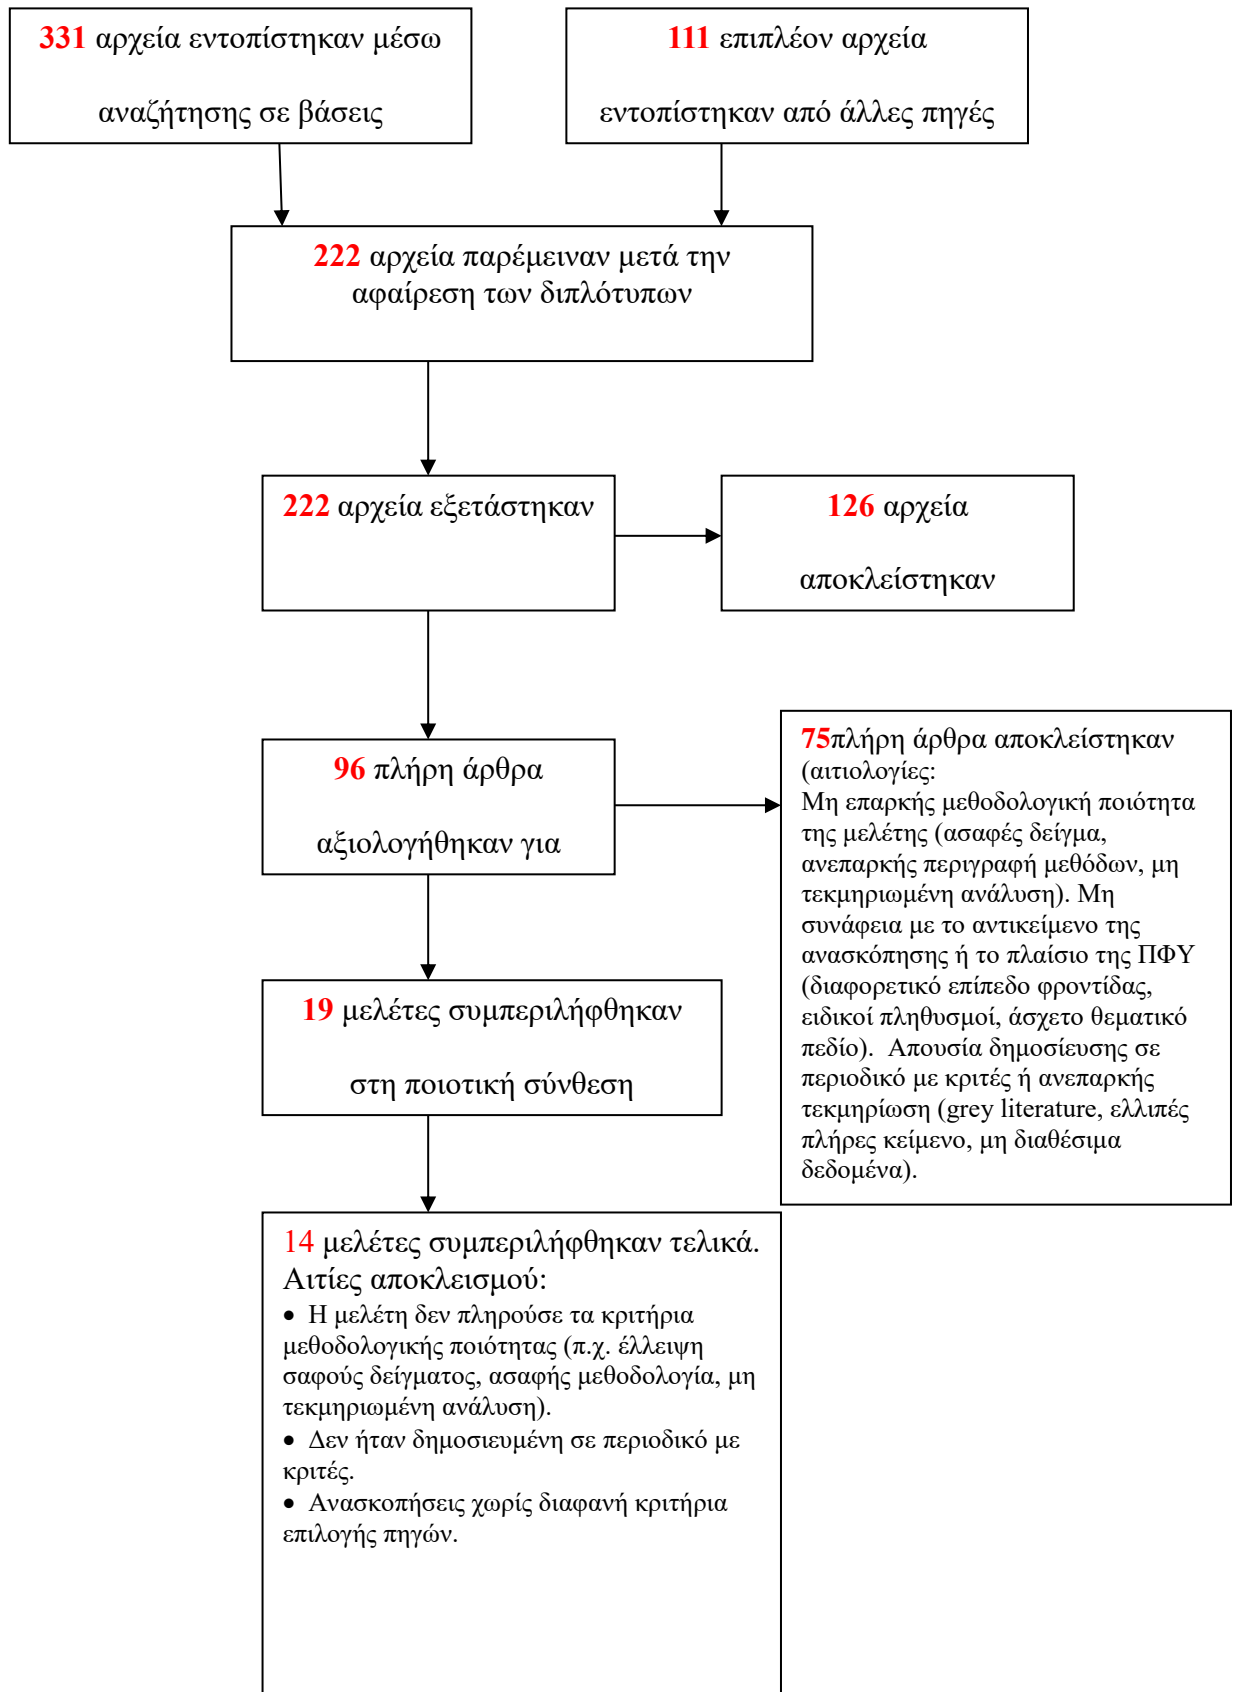 331 αρχεία εντοπίστηκαν μέσω
αναζήτησης σε βάσεις
111 επιπλέον αρχεία
εντοπίστηκαν από άλλες πηγές
222 αρχεία παρέμειναν μετά την
αφαίρεση των διπλότυπων
222 αρχεία εξετάστηκαν
126 αρχεία
αποκλείστηκαν
96 πλήρη άρθρα
αξιολογήθηκαν για
75πλήρη άρθρα αποκλείστηκαν
(αιτιολογίες:
Μη επαρκής μεθοδολογική ποιότητα
της μελέτης (ασαφές δείγμα,
ανεπαρκής περιγραφή μεθόδων, μη
τεκμηριωμένη ανάλυση). Μη
συνάφεια με το αντικείμενο της
ανασκόπησης ή το πλαίσιο της ΠΦΥ
(διαφορετικό επίπεδο φροντίδας,
ειδικοί πληθυσμοί, άσχετο θεματικό
πεδίο).  Απουσία δημοσίευσης σε
περιοδικό με κριτές ή ανεπαρκής
τεκμηρίωση (grey literature, ελλιπές
πλήρες κείμενο, μη διαθέσιμα
δεδομένα).
19 μελέτες συμπεριλήφθηκαν
στη ποιοτική σύνθεση
14 μελέτες συμπεριλήφθηκαν τελικά.
Αιτίες αποκλεισμού:
• Η μελέτη δεν πληρούσε τα κριτήρια
μεθοδολογικής ποιότητας (π.χ. έλλειψη
σαφούς δείγματος, ασαφής μεθοδολογία, μη
τεκμηριωμένη ανάλυση).
• Δεν ήταν δημοσιευμένη σε περιοδικό με
κριτές.
• Ανασκοπήσεις χωρίς διαφανή κριτήρια
επιλογής πηγών.